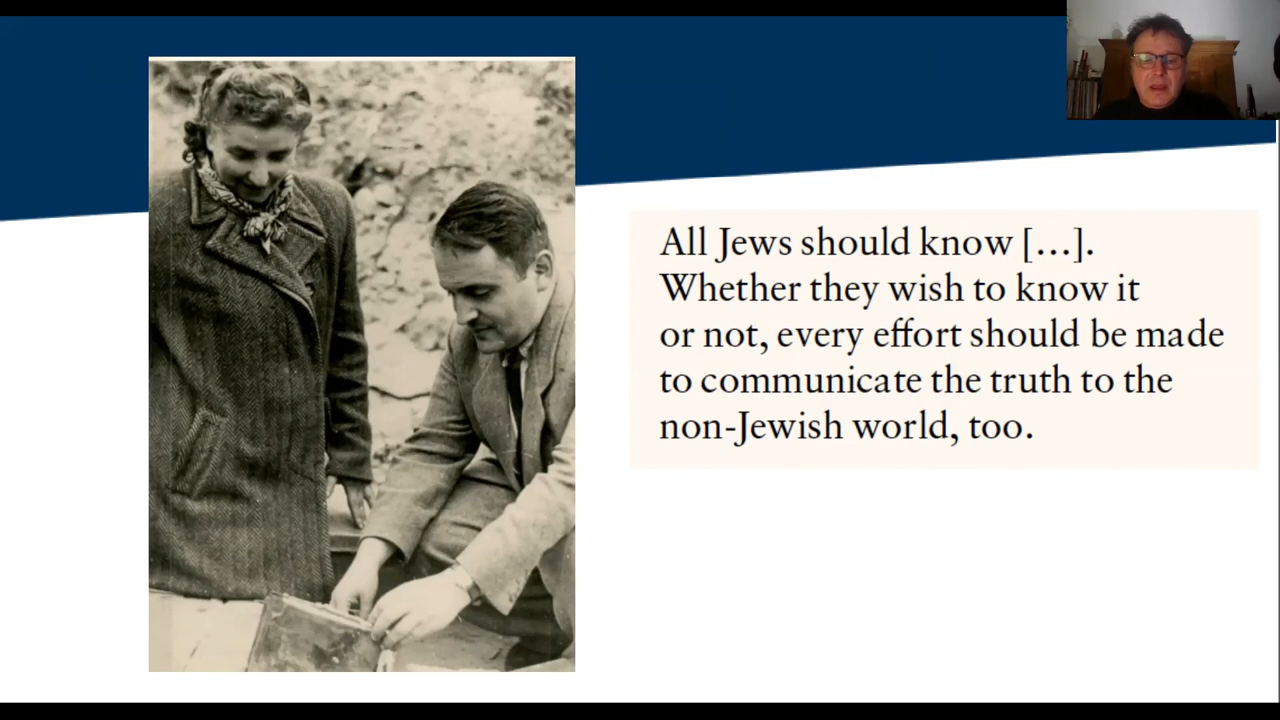 All Jews should know […].
Whether they wish to know it
or not, every effort should be made
to communicate the truth to the
non-Jewish world, too.